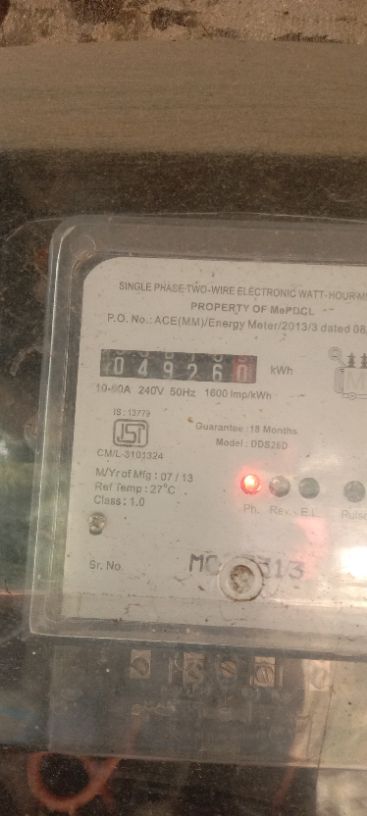 SINGLE PHASE TWO-WIRE ELECTRONIC WATT-HOUR
PROPERTY OF MePDCL
P.O. No.: ACE(MM)/Energy Meter/2013/3 dated 08
049260 kWh
10-60A 240V 50Hz 1600 Imp/kWh
IS : 13779
Guarantee : 18 Months
Model : DDS26D
CM/L-3101324
M/Yr of Mfg : 07 / 13
Ref Temp : 27°C
Class : 1.0
Ph. Rev. E.L. Pulse
Sr. No.